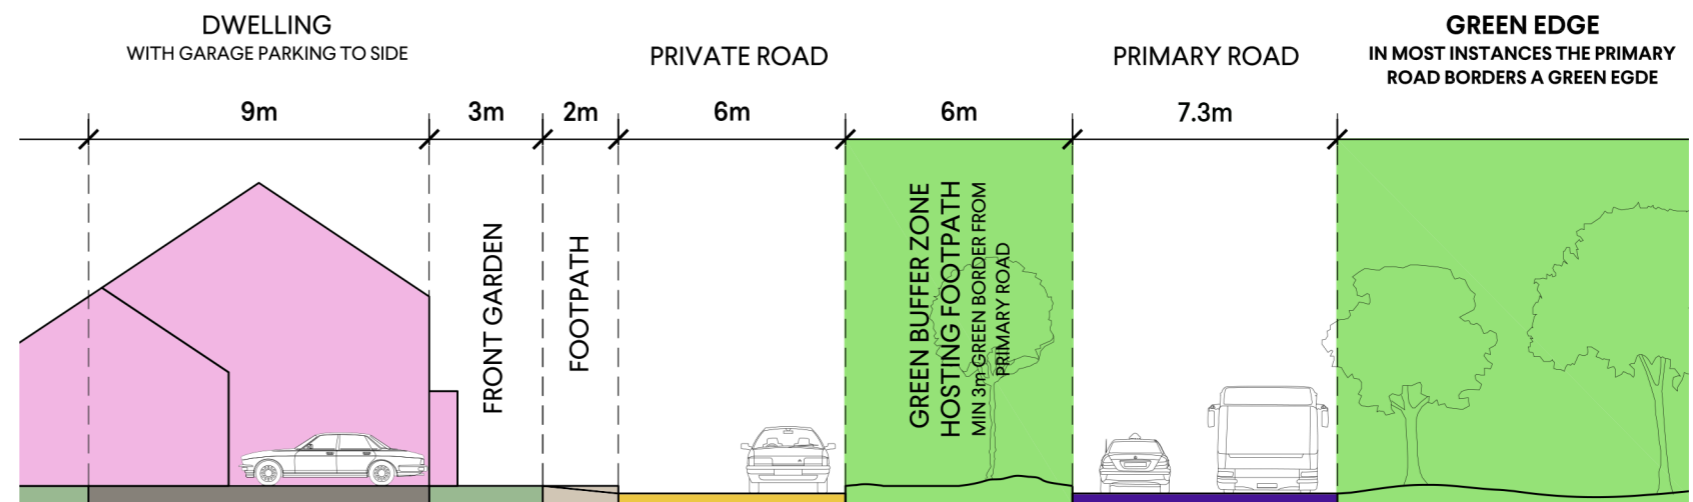 DWELLING
WITH GARAGE PARKING TO SIDE
PRIVATE ROAD
PRIMARY ROAD
GREEN EDGE
IN MOST INSTANCES THE PRIMARY
ROAD BORDERS A GREEN EGDE
9m
3m
2m
6m
6m
7.3m
FRONT GARDEN
FOOTPATH
GREEN BUFFER ZONE
HOSTING FOOTPATH
MIN 3m GREEN BORDER FROM
PRIMARY ROAD